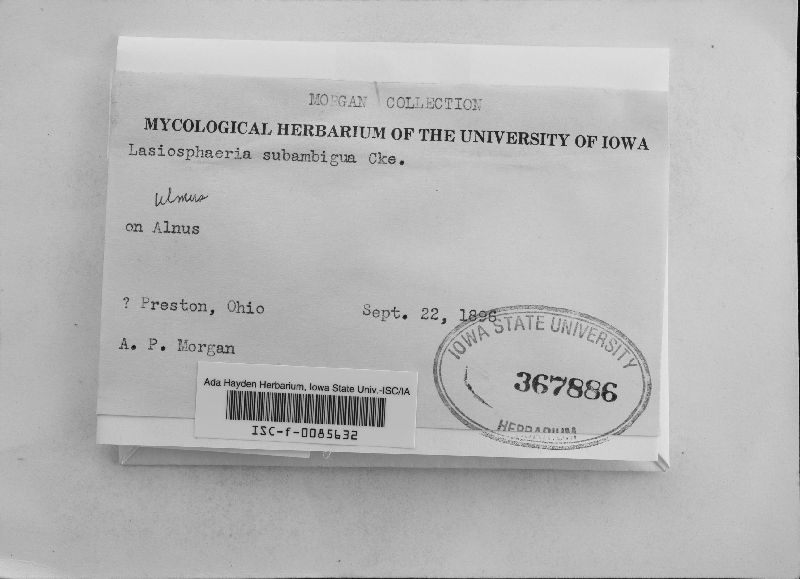 MORGAN COLLECTION
MYCOLOGICAL HERBARIUM OF THE UNIVERSITY OF IOWA
Lasiosphaeria subambigua Cke.
Ulmus
on Alnus
? Preston, Ohio Sept. 22, 1896
A. P. Morgan
IOWA STATE UNIVERSITY
367886
HERBARIUM
Ada Hayden Herbarium, Iowa State Univ.-ISC/IA
ISC-f-0085632